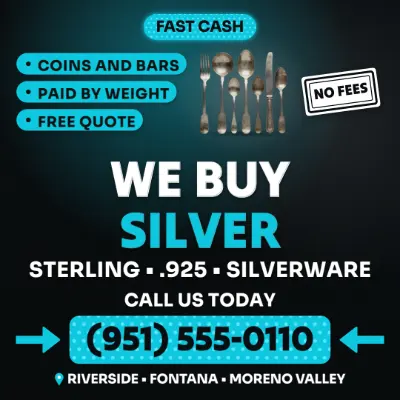 FAST CASH
• COINS AND BARS
• PAID BY WEIGHT
• FREE QUOTE
NO FEES
WE BUY
SILVER
STERLING ▪ .925 ▪ SILVERWARE
CALL US TODAY
(951) 555-0110
RIVERSIDE ▪ FONTANA ▪ MORENO VALLEY